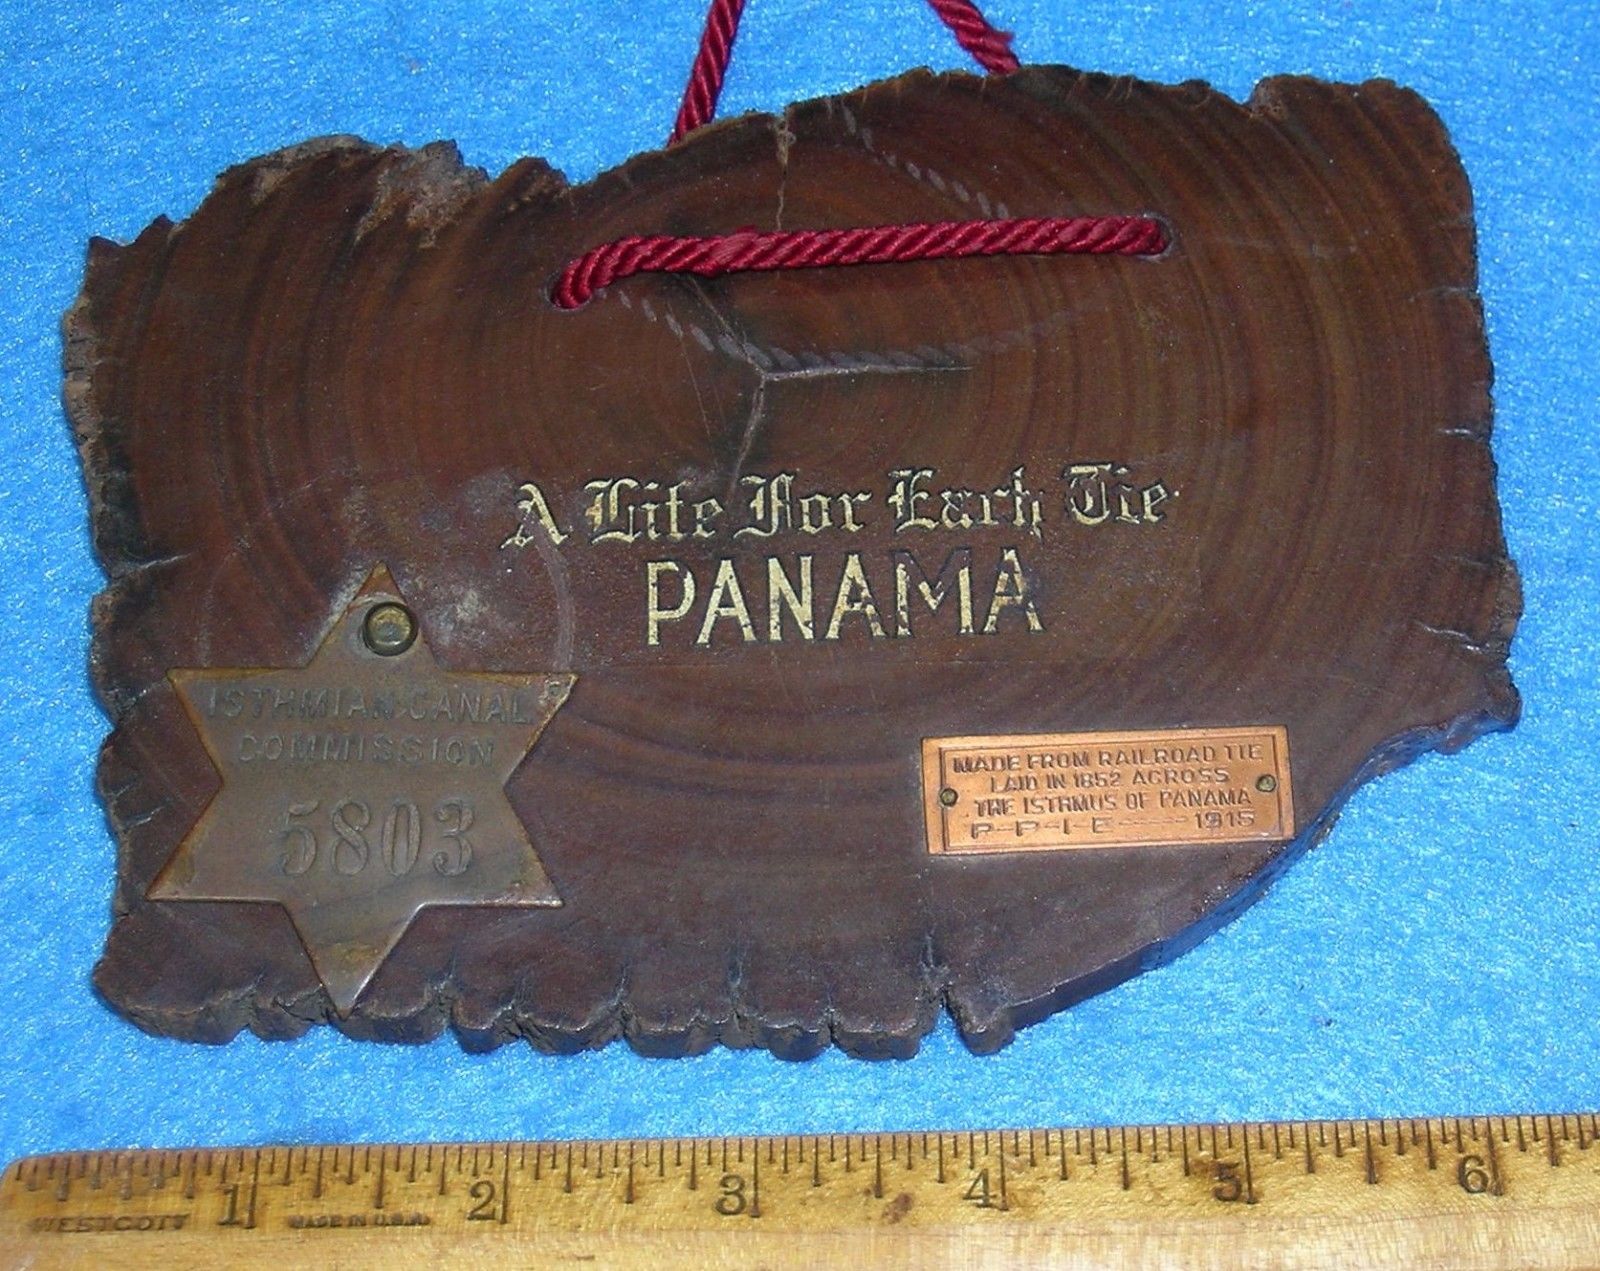 A Life For Each Tie
PANAMA
ISTHMIAN CANAL
COMMISSION
5803
MADE FROM RAILROAD TIE
LAID IN 1852 ACROSS
THE ISTHMUS OF PANAMA
P-P-I-E-----1915
1 2 3 4 5 6
WESTCOTT MADE IN U.S.A.